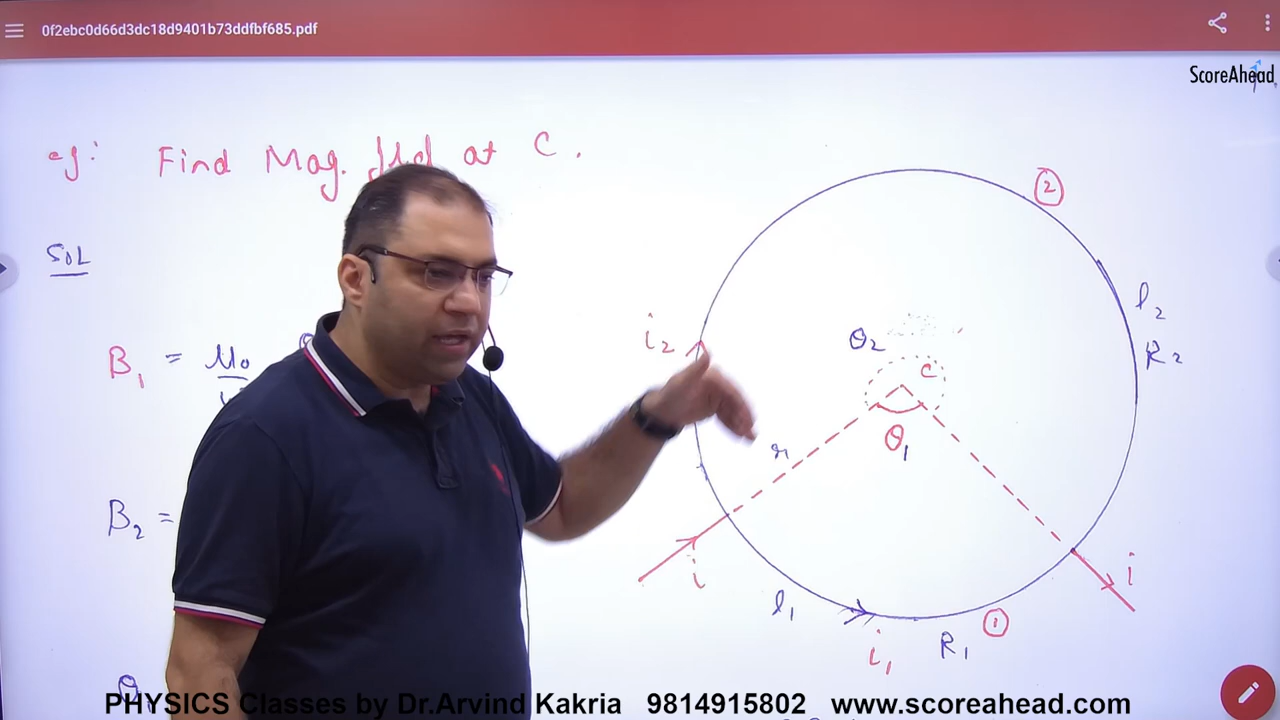 0f2ebc0d66d3dc18d9401b73ddfbf685.pdf
ScoreAhead
eg: Find Mag. at C.
SOL
B₁ = μ₀
B₂ =
②
l₂
R₂
i₂
θ₂
C
θ₁
r
i
i
l₁
①
i₁
R₁
PHYSICS Classes by Dr.Arvind Kakria 9814915802 www.scoreahead.com